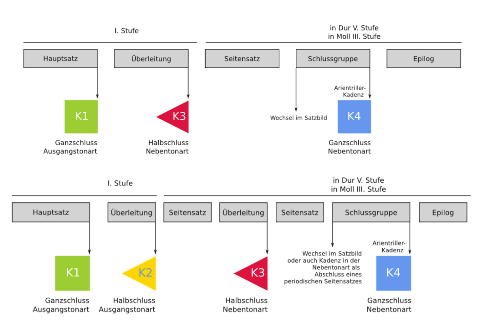 I. Stufe
in Dur V. Stufe
in Moll III. Stufe
Hauptsatz
Überleitung
Seitensatz
Schlussgruppe
Epilog
Arientriller-
Kadenz
K1
K3
Wechsel im Satzbild
K4
Ganzschluss
Ausgangstonart
Halbschluss
Nebentonart
Ganzschluss
Nebentonart
I. Stufe
in Dur V. Stufe
in Moll III. Stufe
Hauptsatz
Überleitung
Seitensatz
Überleitung
Seitensatz
Schlussgruppe
Epilog
Arientriller-
Kadenz
Wechsel im Satzbild
oder auch Kadenz in der
Nebentonart als
Abschluss eines
periodischen Seitensatzes
K1
K2
K3
K4
Ganzschluss
Ausgangstonart
Halbschluss
Ausgangstonart
Halbschluss
Nebentonart
Ganzschluss
Nebentonart